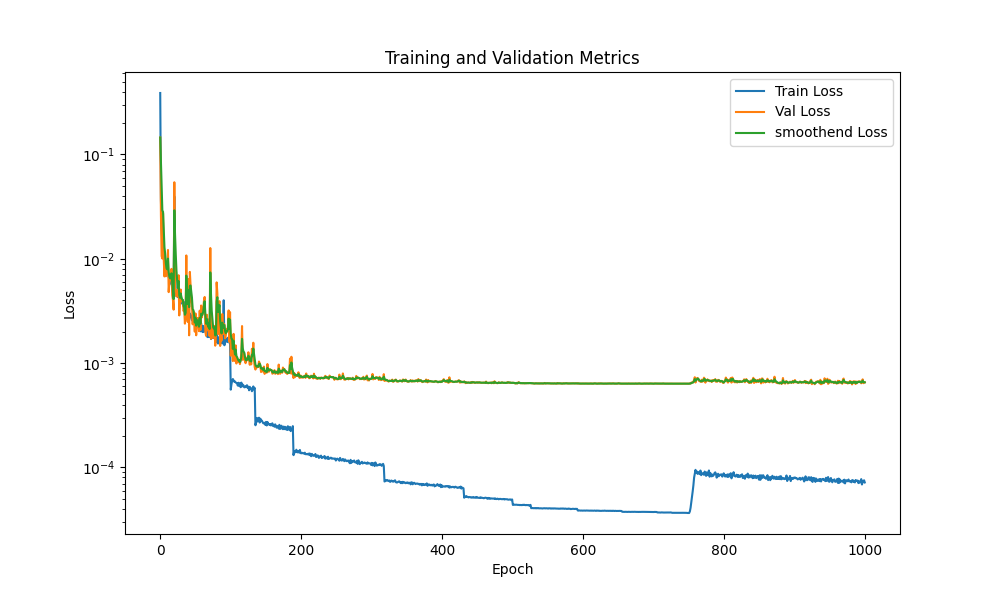 Training and Validation Metrics
Train Loss
Val Loss
smoothend Loss
10⁻¹
10⁻²
10⁻³
10⁻⁴
Loss
0 200 400 600 800 1000
Epoch